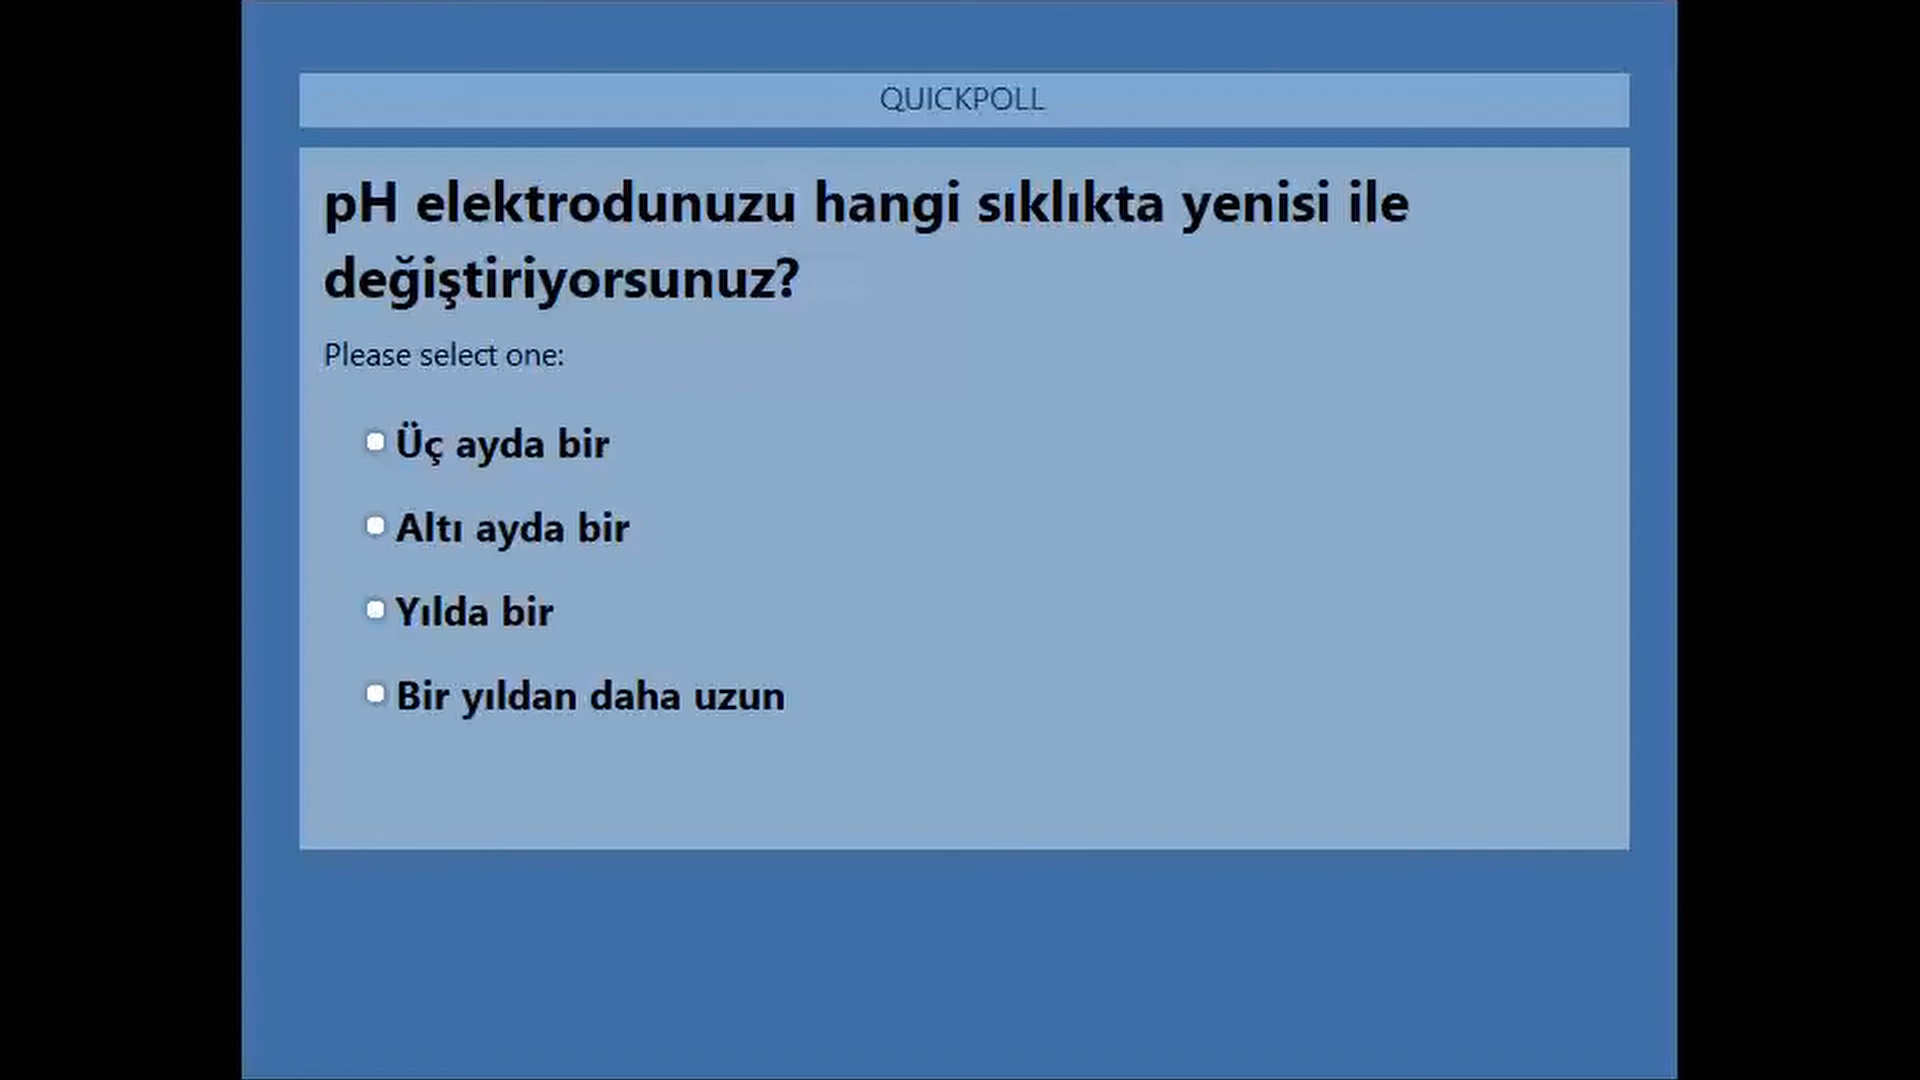 QUICKPOLL
pH elektrodunuzu hangi sıklıkta yenisi ile
değiştiriyorsunuz?
Please select one:
Üç ayda bir
Altı ayda bir
Yılda bir
Bir yıldan daha uzun